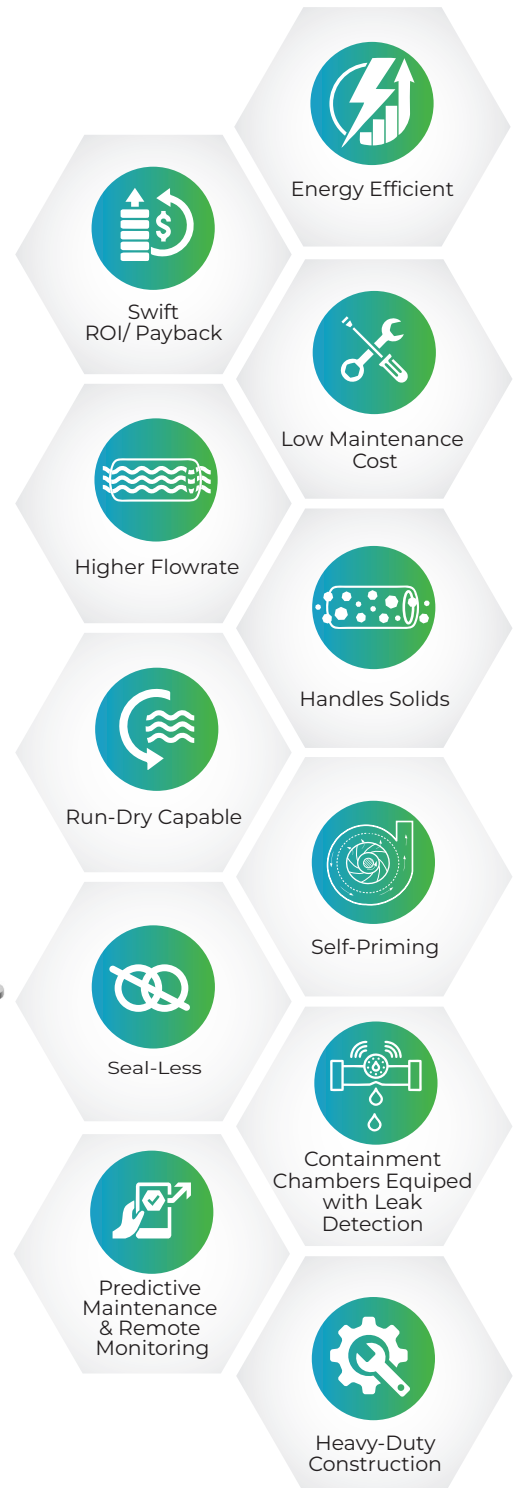 Energy Efficient
Swift
ROI/ Payback
Low Maintenance
Cost
Higher Flowrate
Handles Solids
Run-Dry Capable
Self-Priming
Seal-Less
Containment
Chambers Equiped
with Leak
Detection
Predictive
Maintenance
& Remote
Monitoring
Heavy-Duty
Construction